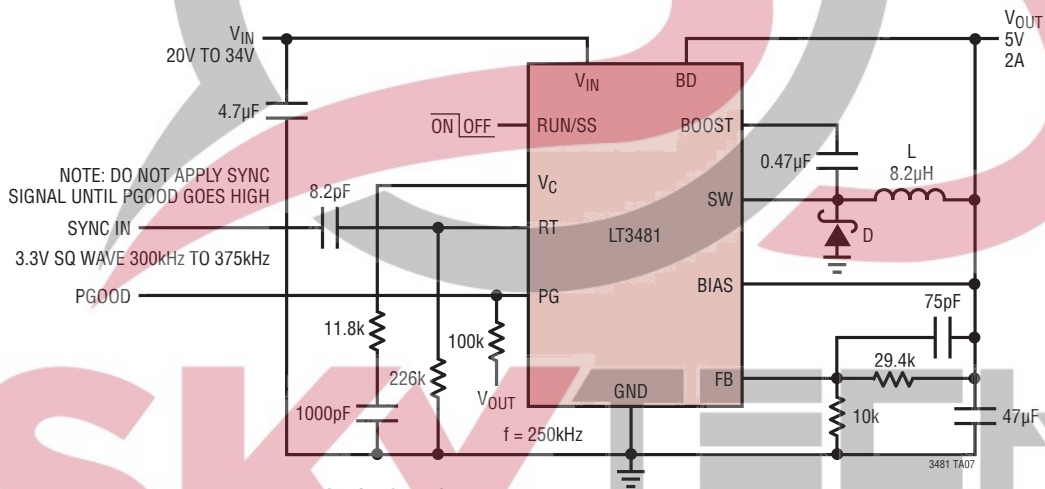 VIN
20V TO 34V
VOUT
5V
2A
VIN
BD
4.7µF
ON OFF
RUN/SS
BOOST
0.47µF
L
8.2µH
NOTE: DO NOT APPLY SYNC
SIGNAL UNTIL PGOOD GOES HIGH
8.2pF
VC
SW
SYNC IN
RT
LT3481
D
3.3V SQ WAVE 300kHz TO 375kHz
BIAS
PGOOD
PG
75pF
11.8k
100k
29.4k
226k
FB
VOUT
GND
1000pF
10k
47µF
f = 250kHz
3481 TA07